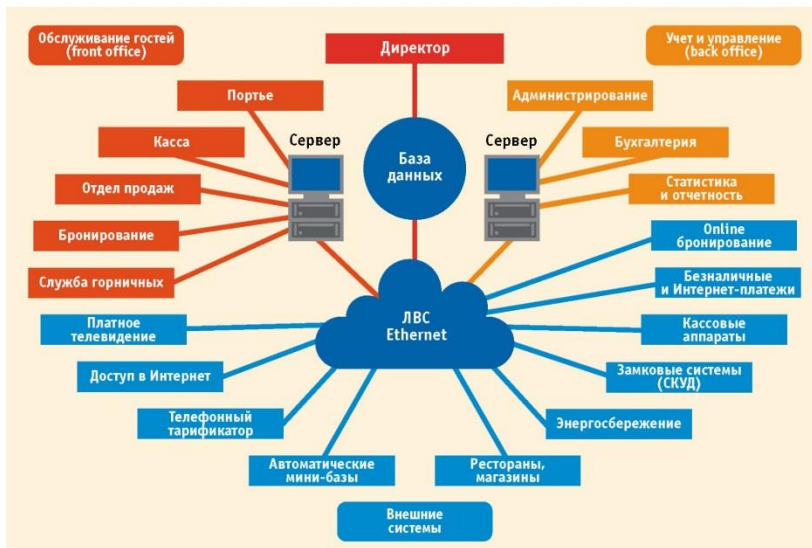 Обслуживание гостей
(front office)
Директор
Учет и управление
(back office)
Портье
Администрирование
Сервер
Сервер
Касса
База
данных
Бухгалтерия
Отдел продаж
Статистика
и отчетность
Бронирование
Online
бронирование
Служба горничных
Безналичные
и Интернет-платежи
Платное
телевидение
ЛВС
Ethernet
Кассовые
аппараты
Доступ в Интернет
Замковые системы
(СКУД)
Телефонный
тарификатор
Энергосбережение
Автоматические
мини-базы
Рестораны,
магазины
Внешние
системы